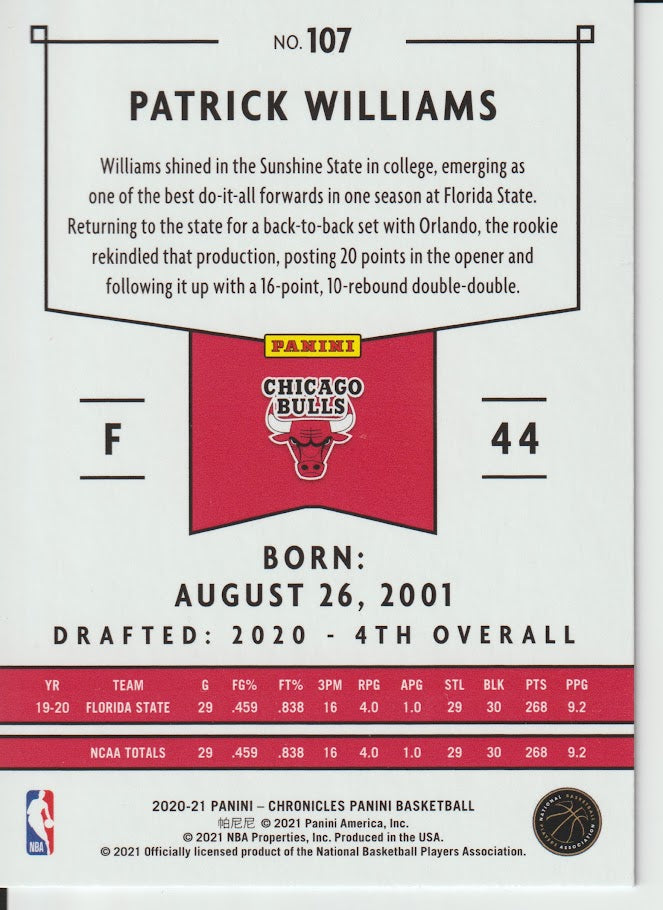 NO. 107
PATRICK WILLIAMS
Williams shined in the Sunshine State in college, emerging as
one of the best do-it-all forwards in one season at Florida State.
Returning to the state for a back-to-back set with Orlando, the rookie
rekindled that production, posting 20 points in the opener and
following it up with a 16-point, 10-rebound double-double.
PANINI
CHICAGO
BULLS
F
44
BORN:
AUGUST 26, 2001
DRAFTED: 2020 - 4TH OVERALL
YR TEAM G FG% FT% 3PM RPG APG STL BLK PTS PPG
19-20 FLORIDA STATE 29 .459 .838 16 4.0 1.0 29 30 268 9.2
NCAA TOTALS 29 .459 .838 16 4.0 1.0 29 30 268 9.2
2020-21 PANINI – CHRONICLES PANINI BASKETBALL
帕尼尼 © 2021 Panini America, Inc.
© 2021 NBA Properties, Inc. Produced in the USA.
© 2021 Officially licensed product of the National Basketball Players Association.
NBA
NATIONAL BASKETBALL
PLAYERS ASSOCIATION